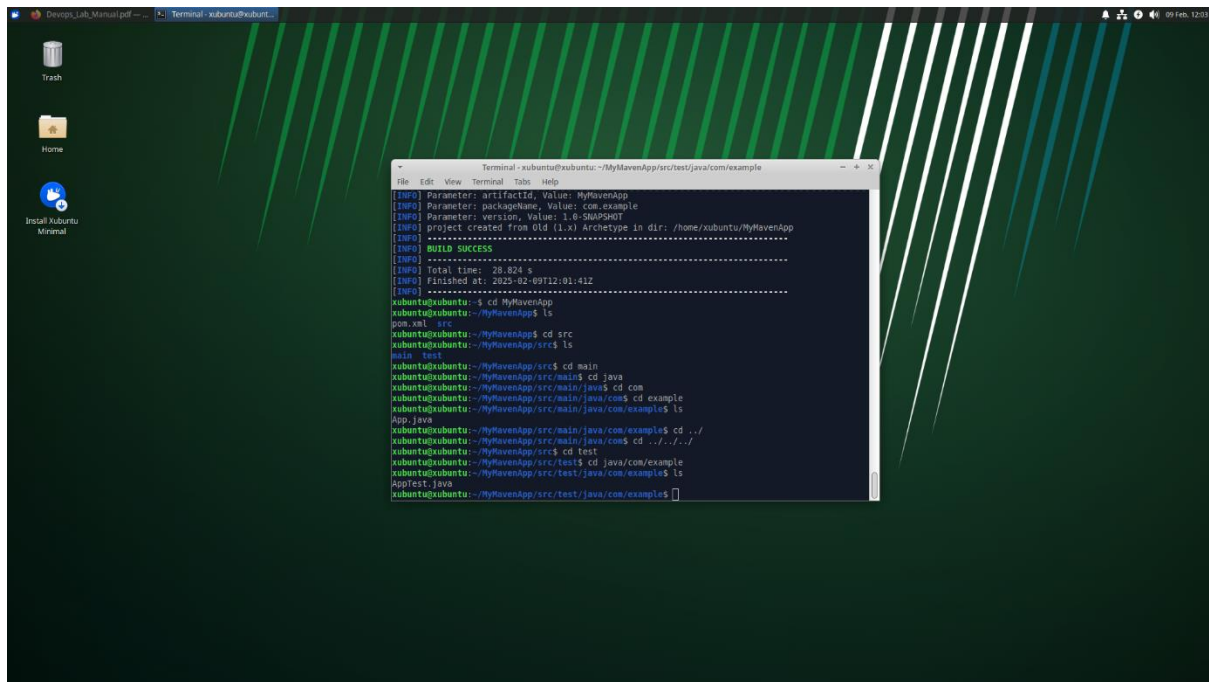 Devops_Lab_Manual.pdf — ...
Terminal - xubuntu@xubunt...
09 Feb, 12:03
Trash
Home
Install Xubuntu
Minimal
Terminal - xubuntu@xubuntu: ~/MyMavenApp/src/test/java/com/example
File Edit View Terminal Tabs Help
[INFO] Parameter: artifactId, Value: MyMavenApp
[INFO] Parameter: packageName, Value: com.example
[INFO] Parameter: version, Value: 1.0-SNAPSHOT
[INFO] project created from Old (1.x) Archetype in dir: /home/xubuntu/MyMavenApp
[INFO] ------------------------------------------------------------------------
[INFO] BUILD SUCCESS
[INFO] ------------------------------------------------------------------------
[INFO] Total time:  28.824 s
[INFO] Finished at: 2025-02-09T12:01:41Z
[INFO] ------------------------------------------------------------------------
xubuntu@xubuntu:~$ cd MyMavenApp
xubuntu@xubuntu:~/MyMavenApp$ ls
pom.xml  src
xubuntu@xubuntu:~/MyMavenApp$ cd src
xubuntu@xubuntu:~/MyMavenApp/src$ ls
main  test
xubuntu@xubuntu:~/MyMavenApp/src$ cd main
xubuntu@xubuntu:~/MyMavenApp/src/main$ cd java
xubuntu@xubuntu:~/MyMavenApp/src/main/java$ cd com
xubuntu@xubuntu:~/MyMavenApp/src/main/java/com$ cd example
xubuntu@xubuntu:~/MyMavenApp/src/main/java/com/example$ ls
App.java
xubuntu@xubuntu:~/MyMavenApp/src/main/java/com/example$ cd ../
xubuntu@xubuntu:~/MyMavenApp/src/main/java/com$ cd ../../../
xubuntu@xubuntu:~/MyMavenApp/src$ cd test
xubuntu@xubuntu:~/MyMavenApp/src/test$ cd java/com/example
xubuntu@xubuntu:~/MyMavenApp/src/test/java/com/example$ ls
AppTest.java
xubuntu@xubuntu:~/MyMavenApp/src/test/java/com/example$